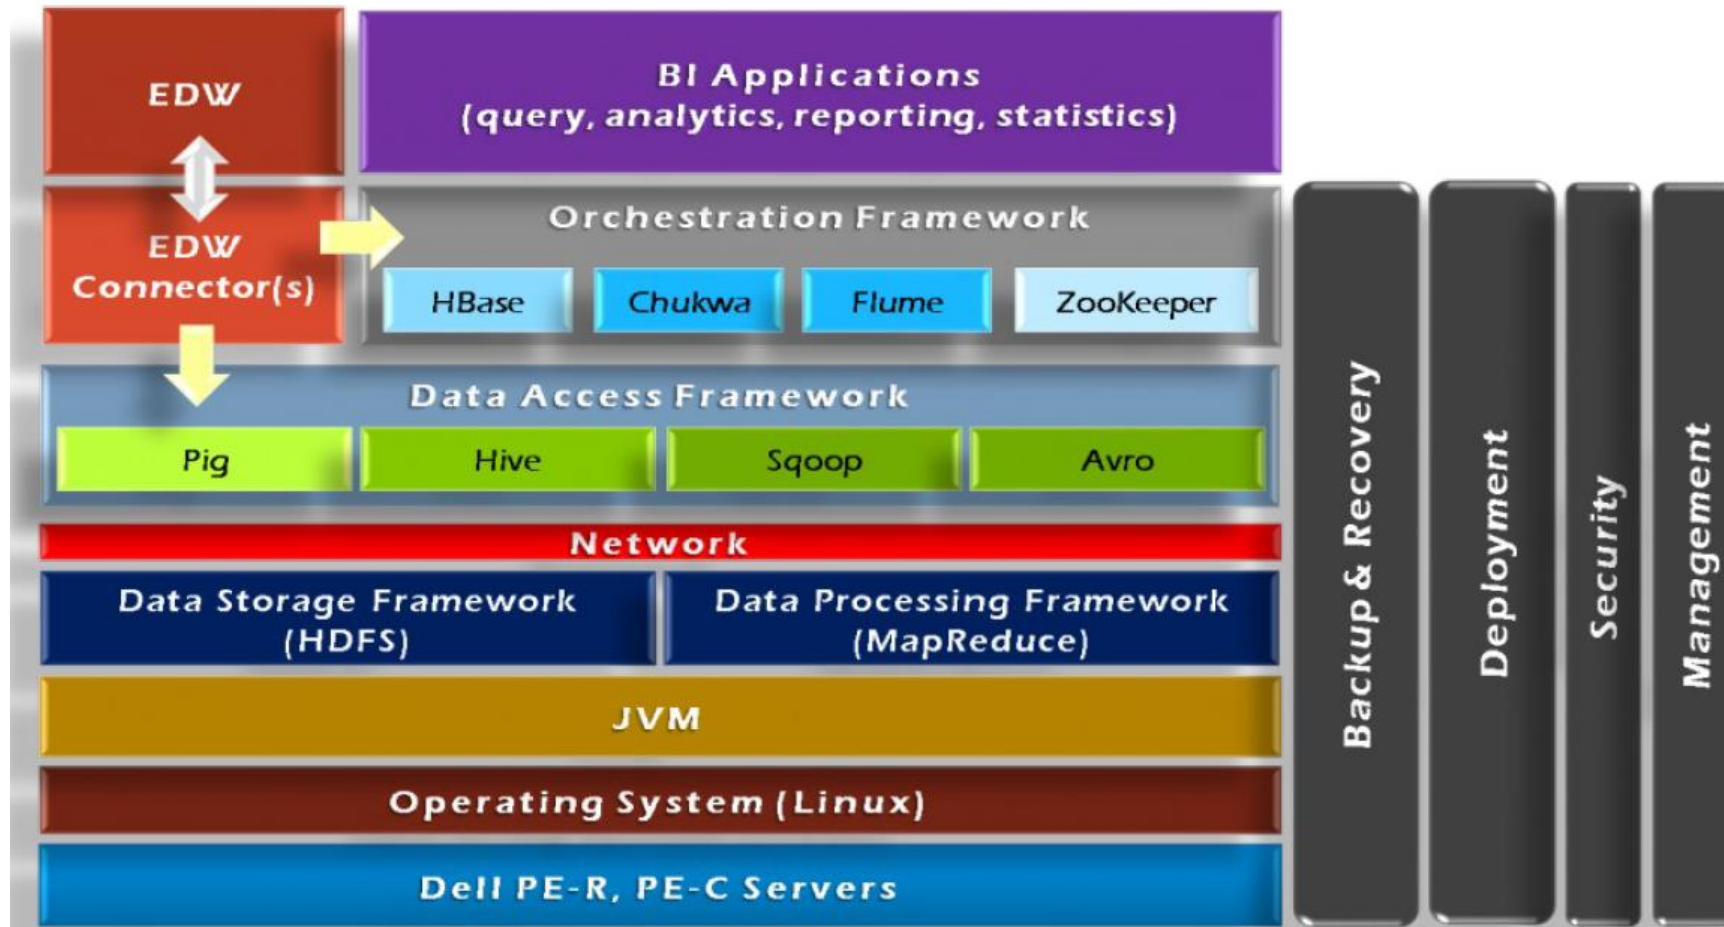 EDW
BI Applications
(query, analytics, reporting, statistics)
EDW
Connector(s)
Orchestration Framework
HBase
Chukwa
Flume
ZooKeeper
Data Access Framework
Pig
Hive
Sqoop
Avro
Network
Data Storage Framework
(HDFS)
Data Processing Framework
(MapReduce)
JVM
Operating System (Linux)
Dell PE-R, PE-C Servers
Backup & Recovery
Deployment
Security
Management